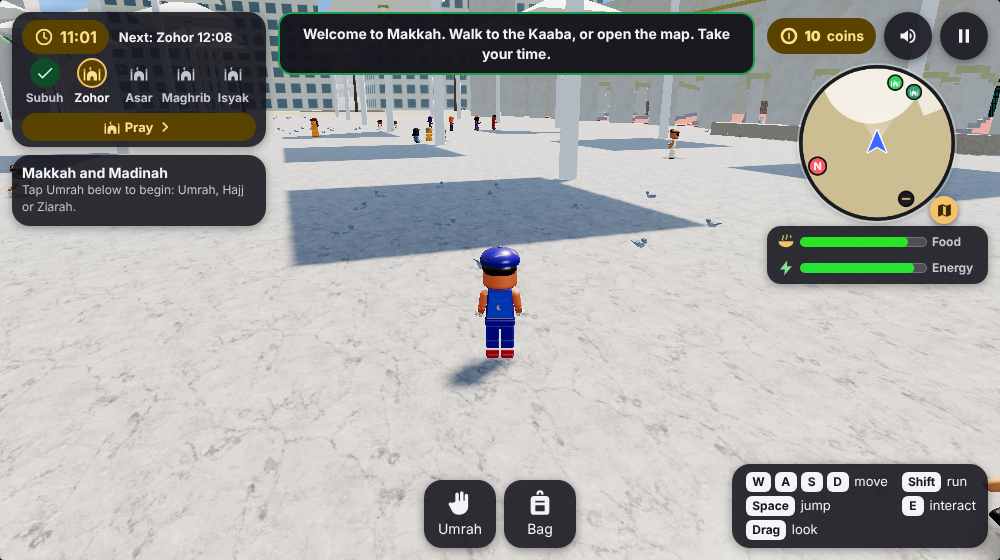 11:01 Next: Zohor 12:08
Subuh Zohor Asar Maghrib Isyak
Pray
Makkah and Madinah
Tap Umrah below to begin: Umrah, Hajj
or Ziarah.
Welcome to Makkah. Walk to the Kaaba, or open the map. Take
your time.
10 coins
N
Food
Energy
Umrah
Bag
W A S D move Shift run
Space jump E interact
Drag look